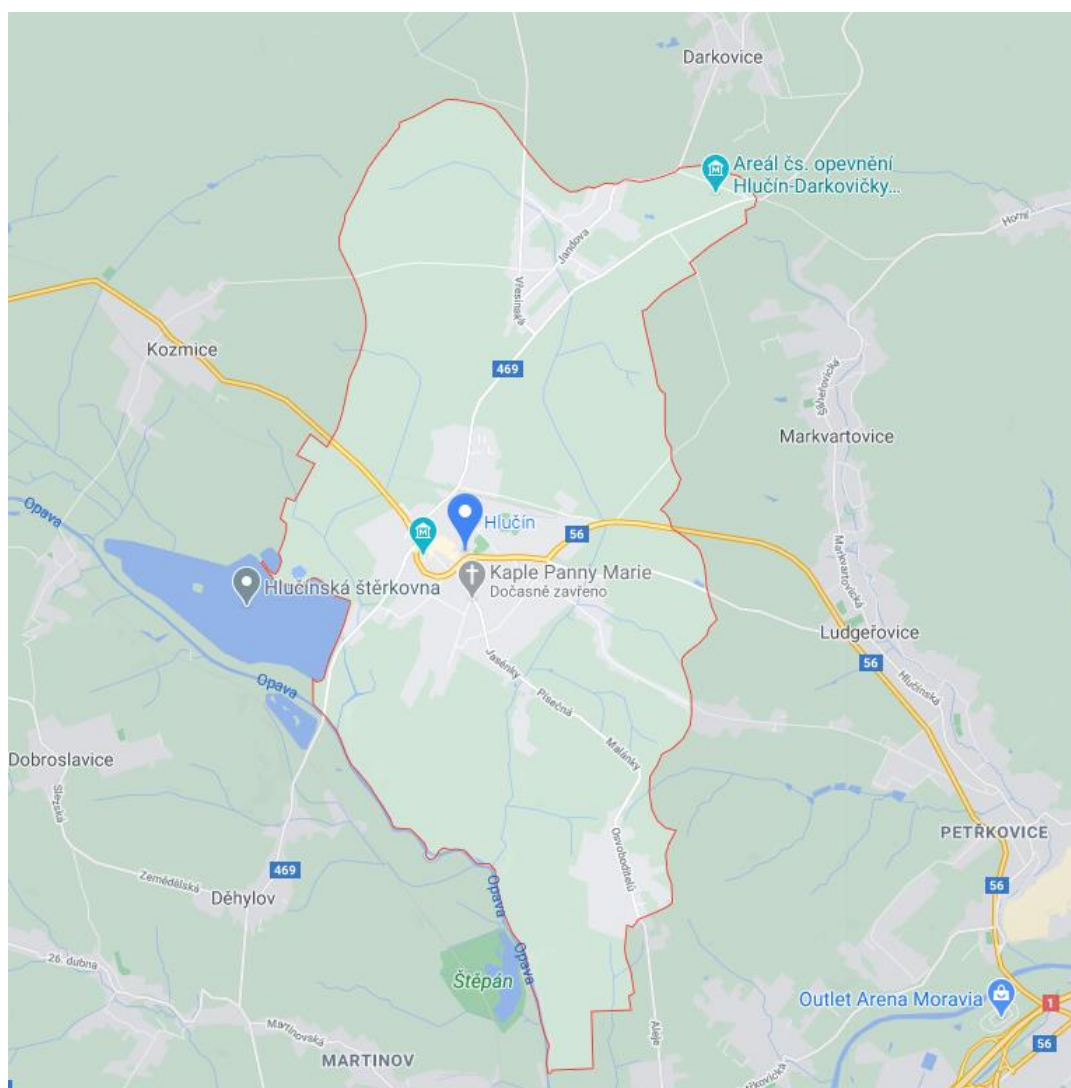 Darkovice
Areál čs. opevnění
Hlučín-Darkovičky...
Horní
Jandova
Vřesinská
Kozmice
469
Markvartovice
Opava
Hlučín
56
Kaple Panny Marie
Dočasně zavřeno
Hlučínská štěrkovna
Markvartovická
Ludgeřovice
56
Hlučínská
Jasénky
Opava
Písečná
Malánky
Dobroslavice
Slezská
PETŘKOVICE
Osvoboditelů
469
Zemědělská
56
Děhylov
Opava
Opava
26. dubna
Štěpán
Outlet Arena Moravia
1
Martinovská
Aleje
56
MARTINOV